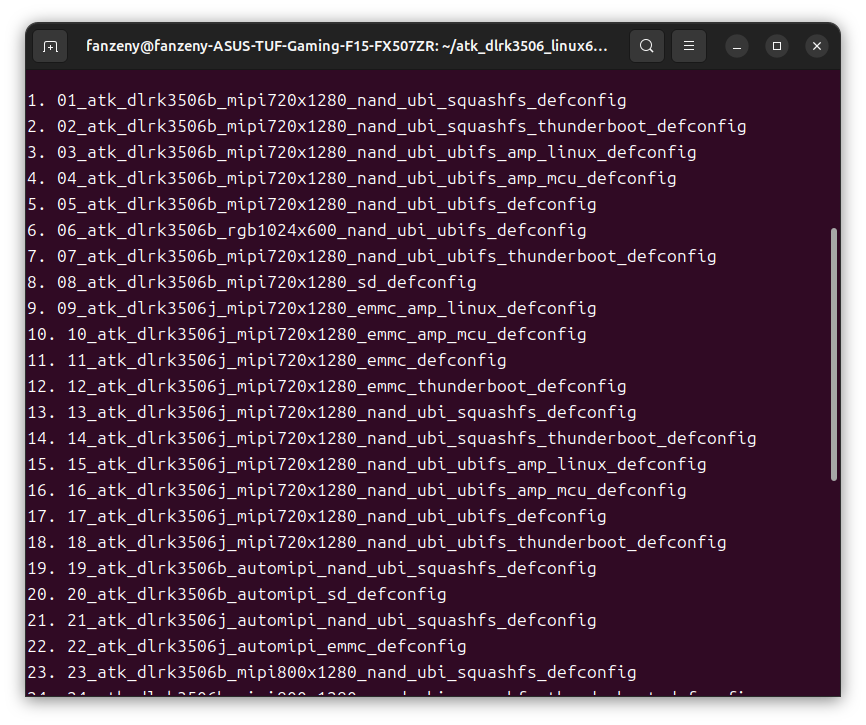 fanzeny@fanzeny-ASUS-TUF-Gaming-F15-FX507ZR: ~/atk_dlrk3506_linux6...
1. 01_atk_dlrk3506b_mipi720x1280_nand_ubi_squashfs_defconfig
2. 02_atk_dlrk3506b_mipi720x1280_nand_ubi_squashfs_thunderboot_defconfig
3. 03_atk_dlrk3506b_mipi720x1280_nand_ubi_ubifs_amp_linux_defconfig
4. 04_atk_dlrk3506b_mipi720x1280_nand_ubi_ubifs_amp_mcu_defconfig
5. 05_atk_dlrk3506b_mipi720x1280_nand_ubi_ubifs_defconfig
6. 06_atk_dlrk3506b_rgb1024x600_nand_ubi_ubifs_defconfig
7. 07_atk_dlrk3506b_mipi720x1280_nand_ubi_ubifs_thunderboot_defconfig
8. 08_atk_dlrk3506b_mipi720x1280_sd_defconfig
9. 09_atk_dlrk3506j_mipi720x1280_emmc_amp_linux_defconfig
10. 10_atk_dlrk3506j_mipi720x1280_emmc_amp_mcu_defconfig
11. 11_atk_dlrk3506j_mipi720x1280_emmc_defconfig
12. 12_atk_dlrk3506j_mipi720x1280_emmc_thunderboot_defconfig
13. 13_atk_dlrk3506j_mipi720x1280_nand_ubi_squashfs_defconfig
14. 14_atk_dlrk3506j_mipi720x1280_nand_ubi_squashfs_thunderboot_defconfig
15. 15_atk_dlrk3506j_mipi720x1280_nand_ubi_ubifs_amp_linux_defconfig
16. 16_atk_dlrk3506j_mipi720x1280_nand_ubi_ubifs_amp_mcu_defconfig
17. 17_atk_dlrk3506j_mipi720x1280_nand_ubi_ubifs_defconfig
18. 18_atk_dlrk3506j_mipi720x1280_nand_ubi_ubifs_thunderboot_defconfig
19. 19_atk_dlrk3506b_automipi_nand_ubi_squashfs_defconfig
20. 20_atk_dlrk3506b_automipi_sd_defconfig
21. 21_atk_dlrk3506j_automipi_nand_ubi_squashfs_defconfig
22. 22_atk_dlrk3506j_automipi_emmc_defconfig
23. 23_atk_dlrk3506b_mipi800x1280_nand_ubi_squashfs_defconfig